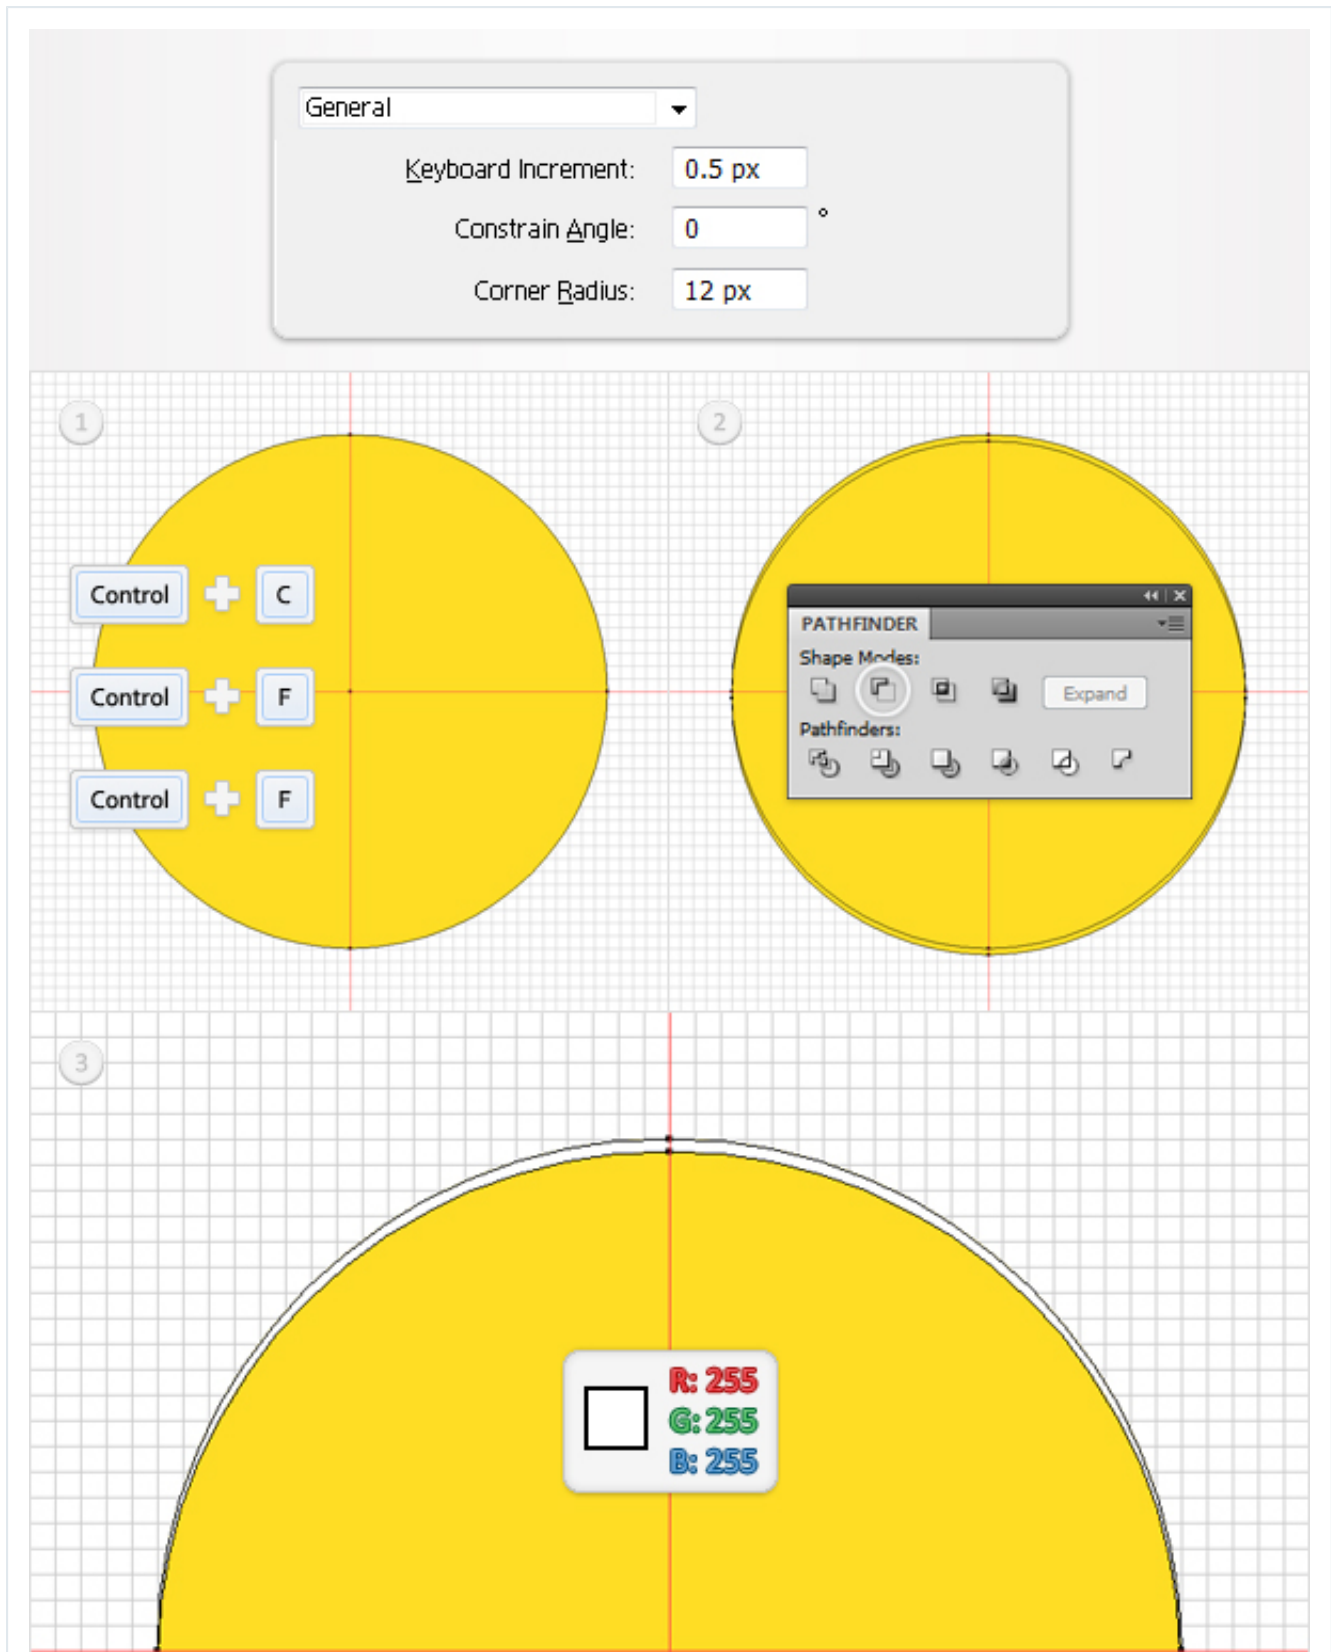 General
Keyboard Increment: 0.5 px
Constrain Angle: 0 °
Corner Radius: 12 px
1
2
Control + C
Control + F
Control + F
PATHFINDER
Shape Modes:
Expand
Pathfinders:
3
R: 255
G: 255
B: 255